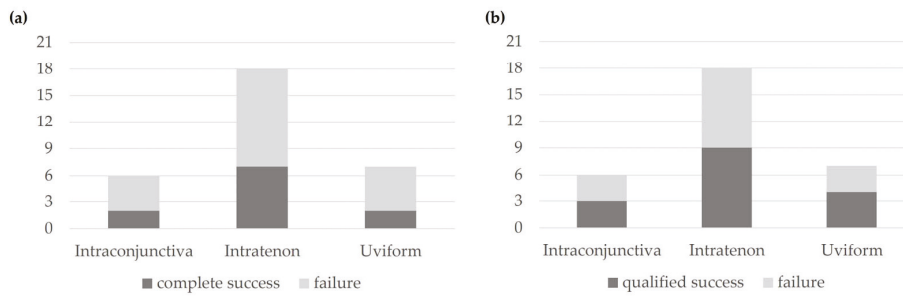 (a)
21
18
15
12
9
6
3
0
Intraconjunctiva Intratenon Uviform
complete success failure
(b)
21
18
15
12
9
6
3
0
Intraconjunctiva Intratenon Uviform
qualified success failure